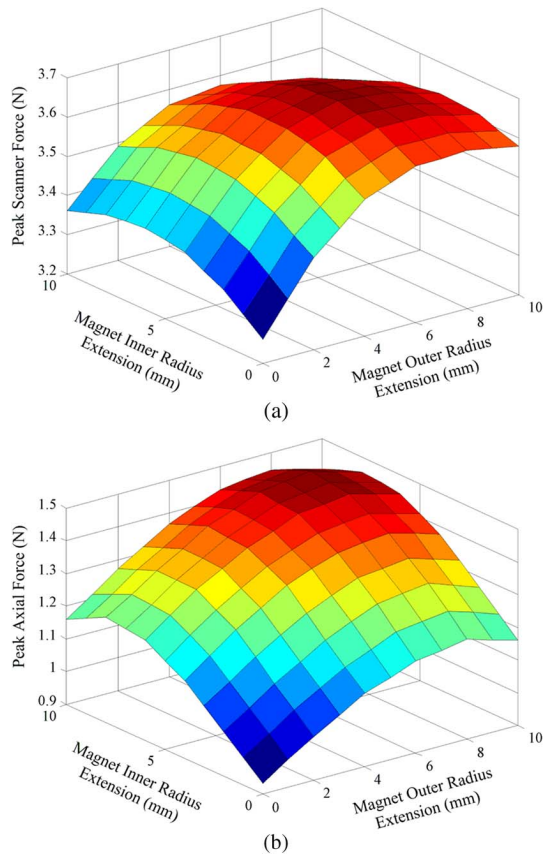 3.7
3.6
3.5
3.4
3.3
3.2
Peak Scanner Force (N)
10
5
0
Magnet Inner Radius
Extension (mm)
0
2
4
6
8
10
Magnet Outer Radius
Extension (mm)
(a)
1.5
1.4
1.3
1.2
1.1
1
0.9
Peak Axial Force (N)
10
5
0
Magnet Inner Radius
Extension (mm)
0
2
4
6
8
10
Magnet Outer Radius
Extension (mm)
(b)